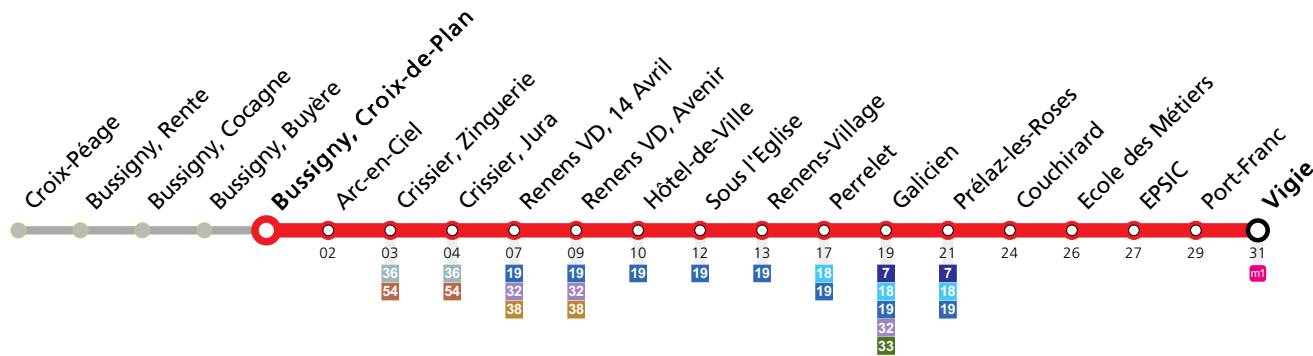 Croix-Péage
Bussigny, Rente
Bussigny, Cocagne
Bussigny, Buyère
Bussigny, Croix-de-Plan
Arc-en-Ciel
Crissier, Zinguerie
Crissier, Jura
Renens VD, 14 Avril
Renens VD, Avenir
Hôtel-de-Ville
Sous l'Eglise
Renens-Village
Perrelet
Galicien
Prélaz-les-Roses
Couchirard
Ecole des Métiers
EPSIC
Port-Franc
Vigie
02 03 04 07 09 10 12 13 17 19 21 24 26 27 29 31
36 36 19 19 19 19 19 18 7 7 m1
54 54 32 32 19 18 18
38 38 19 19
32
33